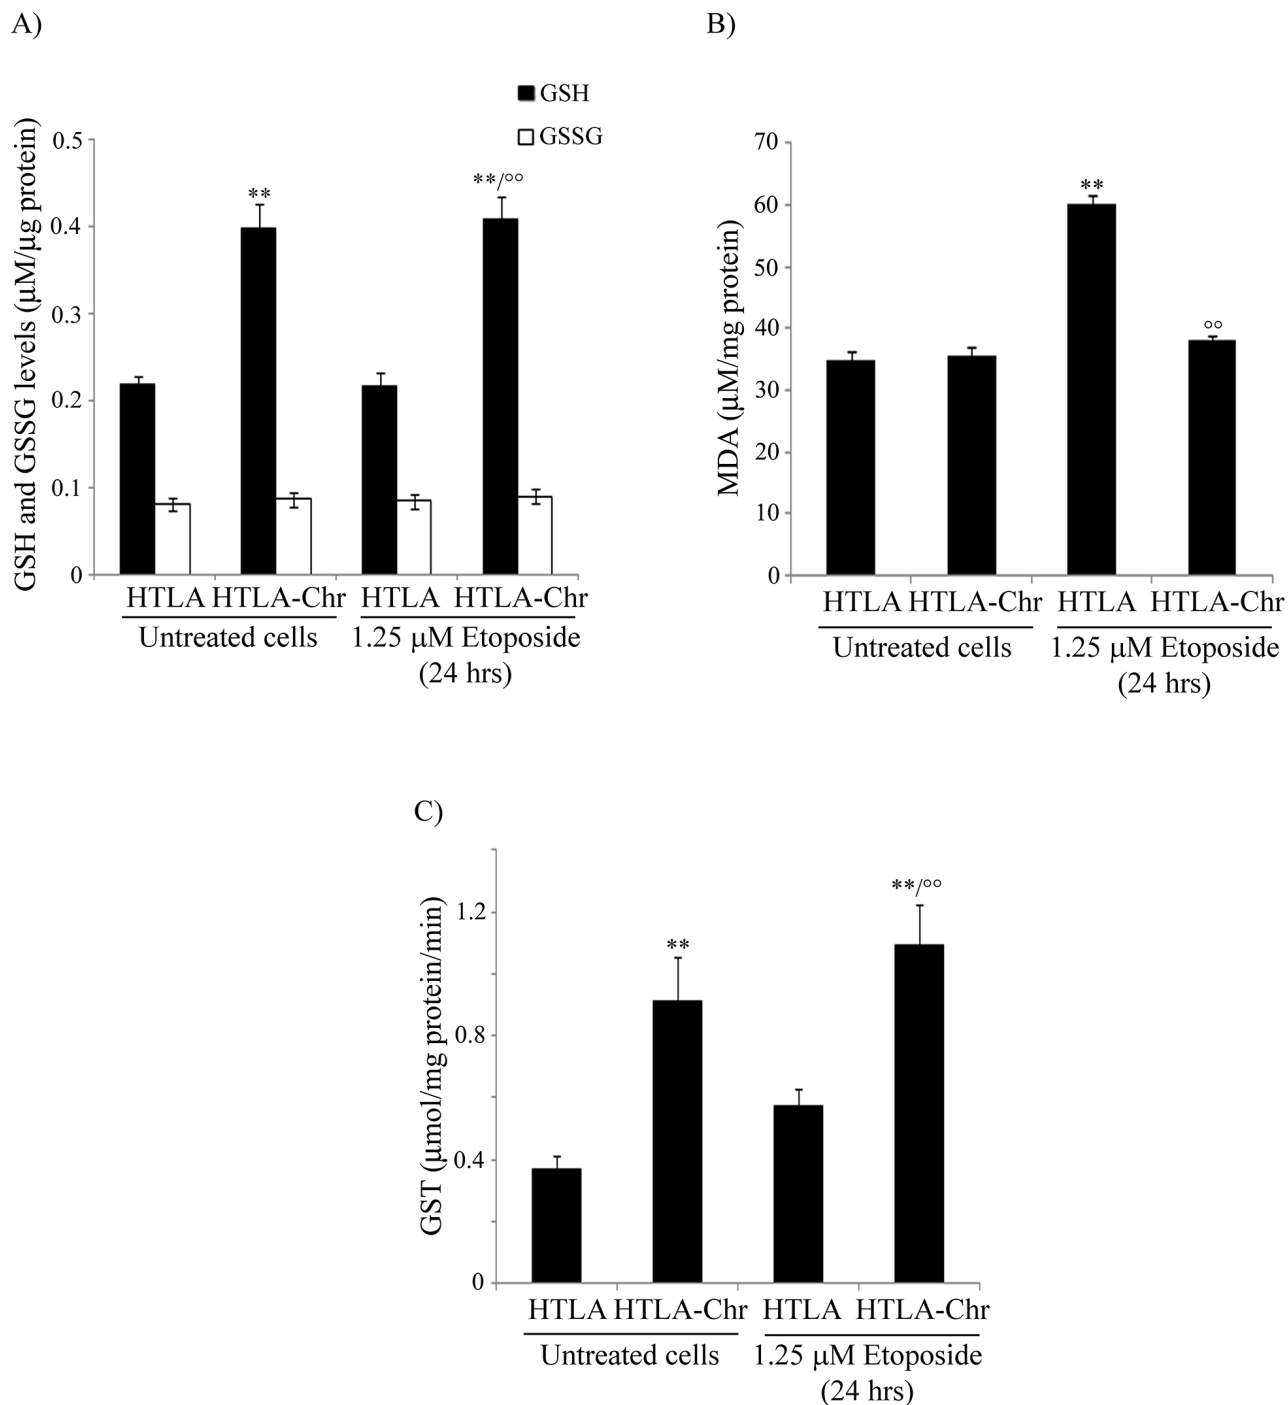 A)
GSH
GSSG
GSH and GSSG levels (µM/µg protein)
0.5
0.4
0.3
0.2
0.1
0
**
**/°°
HTLA HTLA-Chr HTLA HTLA-Chr
Untreated cells 1.25 µM Etoposide
(24 hrs)
B)
MDA (µM/mg protein)
70
60
50
40
30
20
10
0
**
°°
HTLA HTLA-Chr HTLA HTLA-Chr
Untreated cells 1.25 µM Etoposide
(24 hrs)
C)
GST (µmol/mg protein/min)
1.2
0.8
0.4
0
**
**/°°
HTLA HTLA-Chr HTLA HTLA-Chr
Untreated cells 1.25 µM Etoposide
(24 hrs)